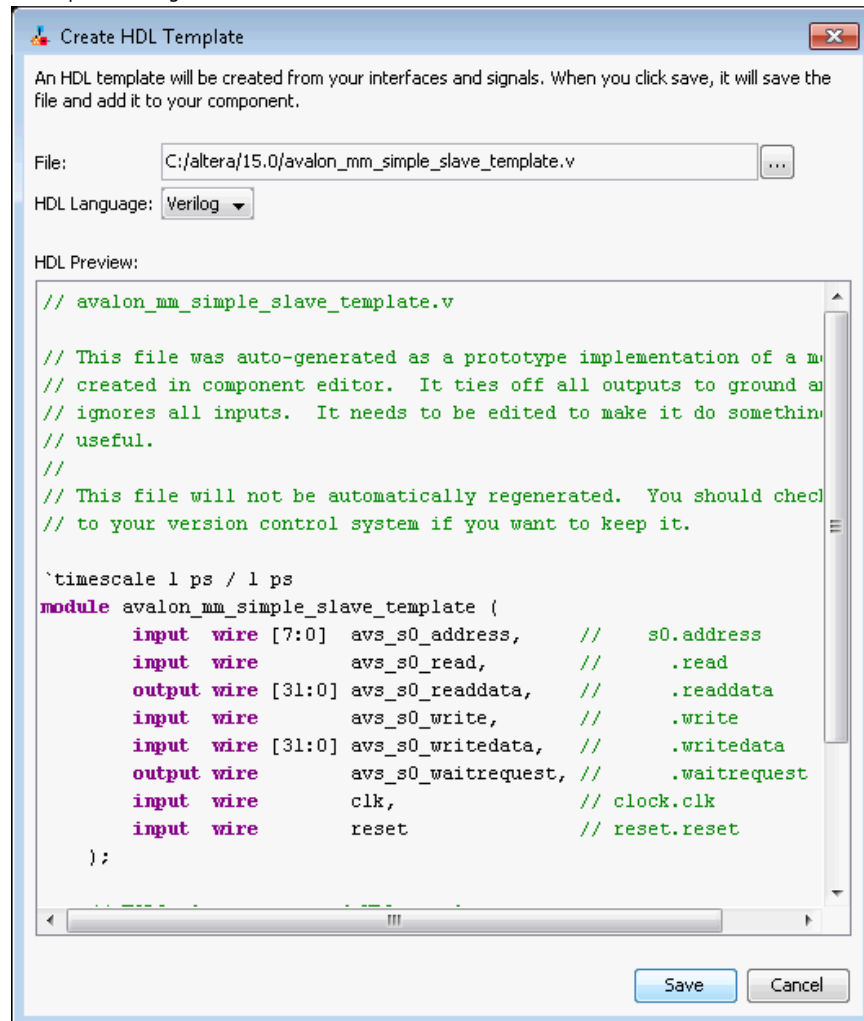 Create HDL Template
An HDL template will be created from your interfaces and signals. When you click save, it will save the
file and add it to your component.
File: C:/altera/15.0/avalon_mm_simple_slave_template.v ...
HDL Language: Verilog
HDL Preview:
// avalon_mm_simple_slave_template.v
// This file was auto-generated as a prototype implementation of a
// created in component editor.  It ties off all outputs to ground
// ignores all inputs.  It needs to be edited to make it do
// useful.
//
// This file will not be automatically regenerated.  You should
// to your version control system if you want to keep it.
`timescale 1 ps / 1 ps
module avalon_mm_simple_slave_template (
input  wire [7:0]  avs_s0_address,     //    s0.address
input  wire        avs_s0_read,        //      .read
output wire [31:0] avs_s0_readdata,    //      .readdata
input  wire        avs_s0_write,       //      .write
input  wire [31:0] avs_s0_writedata,   //      .writedata
output wire        avs_s0_waitrequest, //      .waitrequest
input  wire        clk,                // clock.clk
input  wire        reset               // reset.reset
);
Save Cancel